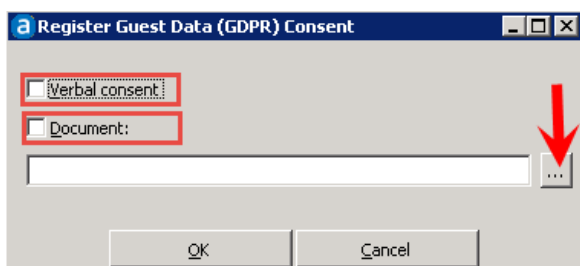 a Register Guest Data (GDPR) Consent
Verbal consent
Document:
...
OK Cancel